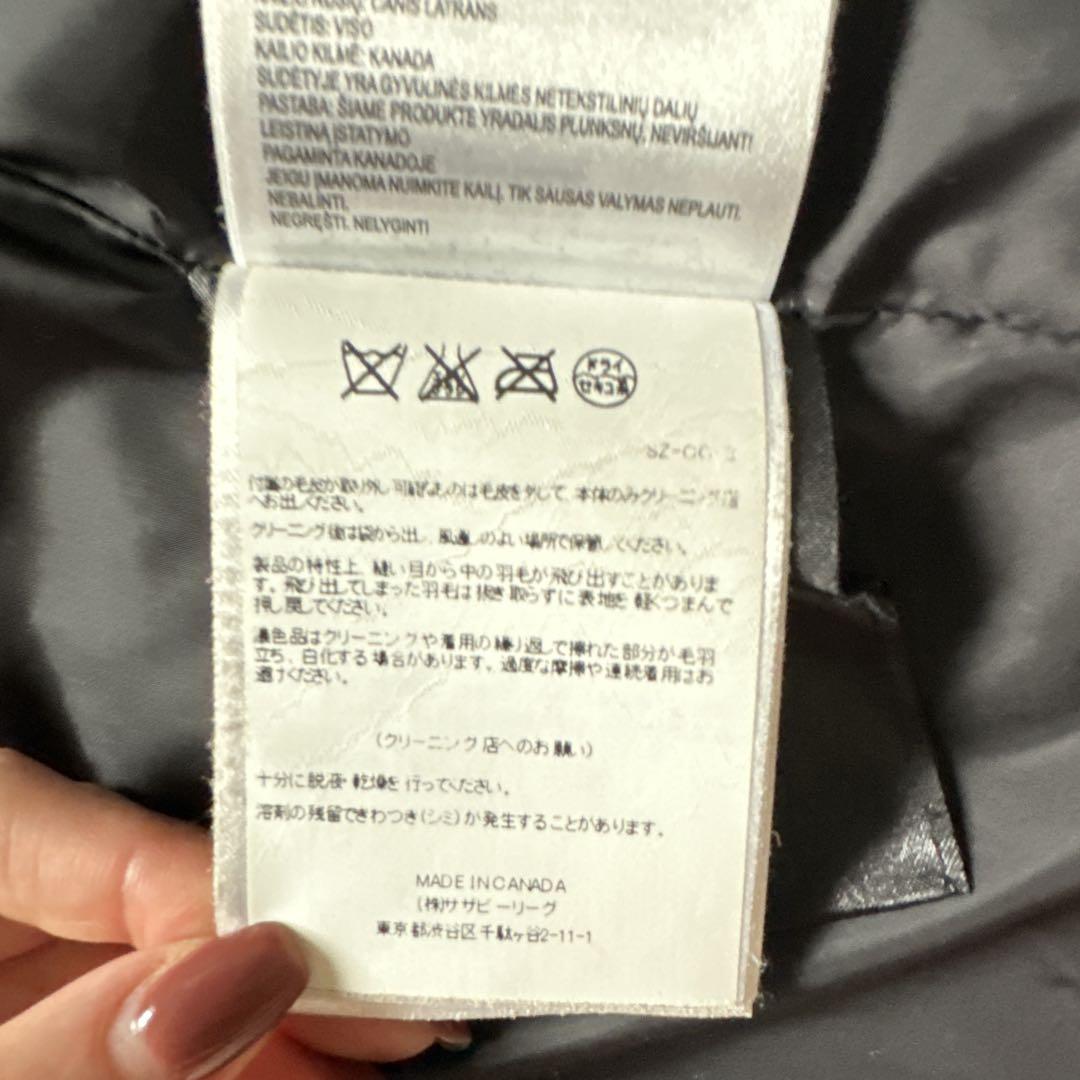 KAILIO RŪŠIŲ: CANIS LATRANS
SUDĖTIS: VISO
KAILIO KILMĖ: KANADA
SUDĖTYJE YRA GYVULINĖS KILMĖS NETEKSTILINIŲ DALIŲ
PASTABA: ŠIAME PRODUKTE YRADALIS PLUNKSNŲ, NEVIRŠIJANTI
LEISTINĄ ĮSTATYMO
PAGAMINTA KANADOJE
JEIGU ĮMANOMA NUIMKITE KAILĮ. TIK SAUSAS VALYMAS NEPLAUTI.
NEBALINTI.
NEGRĘŠTI. NELYGINTI
ドライ
セキユ系
SZ-CG
付属の毛皮が取り外し可能なものは毛皮を外して、本体のみクリーニング店
へお出しください。
クリーニング後は袋から出し、風通しのよい場所で保管してください。
製品の特性上、縫い目から中の羽毛が飛び出すことがありま
す。飛び出してしまった羽毛は抜き取らずに表地を軽くつまんで
押し戻してください。
濃色品はクリーニングや着用の繰り返しで擦れた部分が毛羽
立ち、白化する場合があります。過度な摩擦や連続着用はお
避けください。
(クリーニング店へのお願い)
十分に脱液・乾燥を行ってください。
溶剤の残留できわつき(シミ)が発生することがあります。
MADE IN CANADA
(株)サザビーリーグ
東京都渋谷区千駄ヶ谷2-11-1